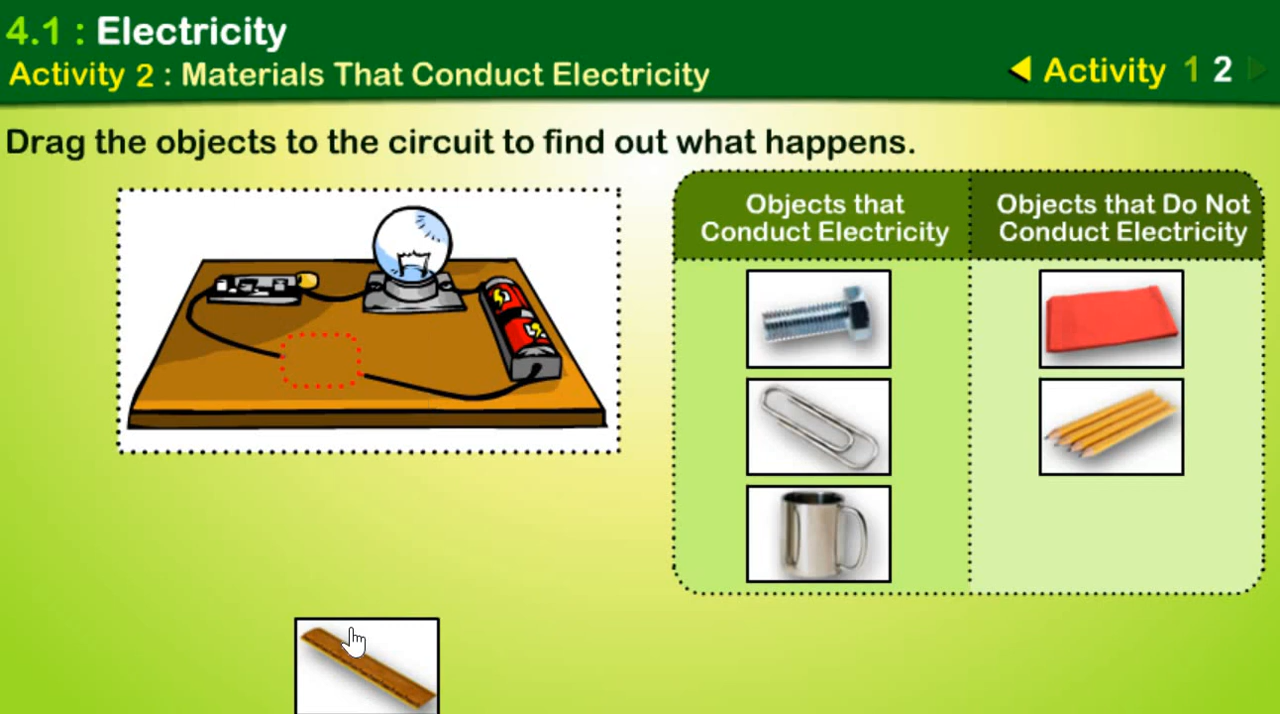 4.1 : Electricity
Activity 2 : Materials That Conduct Electricity
Activity 1 2
Drag the objects to the circuit to find out what happens.
Objects that
Conduct Electricity
Objects that Do Not
Conduct Electricity